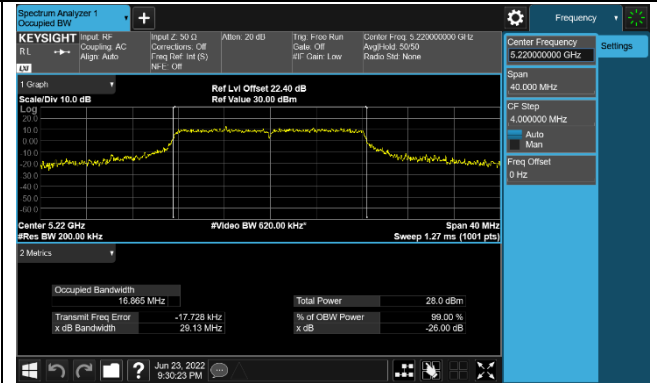 Spectrum Analyzer 1
Occupied BW
+
Frequency
KEYSIGHT
RL
LXI
Input: RF
Coupling: AC
Align: Auto
Input Z: 50 Ω
Corrections: Off
Freq Ref: Int (S)
NFE: Off
Atten: 20 dB
Trig: Free Run
Gate: Off
#IF Gain: Low
Center Freq: 5.220000000 GHz
Avg|Hold: 50/50
Radio Std: None
Center Frequency
5.220000000 GHz
Settings
Span
40.000 MHz
CF Step
4.000000 MHz
Auto
Man
Freq Offset
0 Hz
1 Graph
Scale/Div 10.0 dB
Ref Lvl Offset 22.40 dB
Ref Value 30.00 dBm
Log
20.0
10.0
0.00
-10.0
-20.0
-30.0
-40.0
-50.0
-60.0
Center 5.22 GHz
#Video BW 620.00 kHz*
Span 40 MHz
#Res BW 200.00 kHz
Sweep 1.27 ms (1001 pts)
2 Metrics
Occupied Bandwidth
16.865 MHz
Total Power 28.0 dBm
Transmit Freq Error -17.728 kHz
% of OBW Power 99.00 %
x dB Bandwidth 29.13 MHz
x dB -26.00 dB
?
Jun 23, 2022
9:30:23 PM